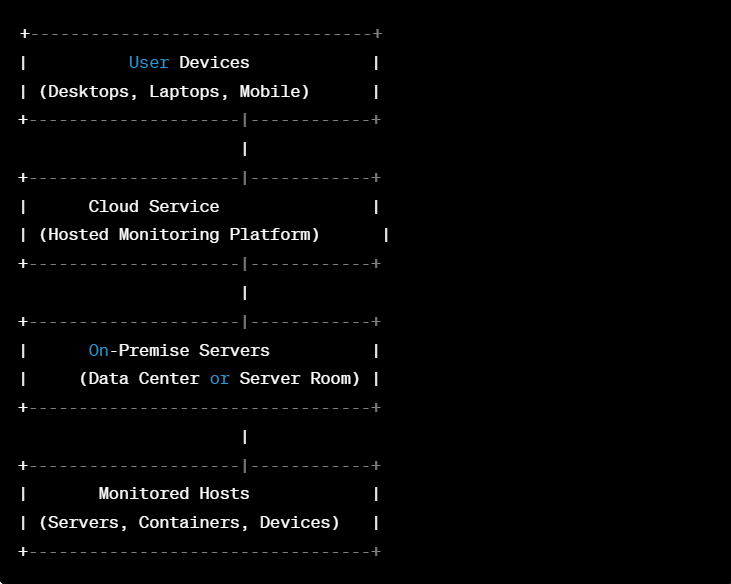 +----------------------------------+
|          User Devices            |
| (Desktops, Laptops, Mobile)      |
+---------------------|------------+
                      |
+---------------------|------------+
|      Cloud Service               |
| (Hosted Monitoring Platform)      |
+---------------------|------------+
                      |
+---------------------|------------+
|      On-Premise Servers          |
|     (Data Center or Server Room) |
+----------------------------------+
                      |
+---------------------|------------+
|       Monitored Hosts            |
| (Servers, Containers, Devices)   |
+----------------------------------+